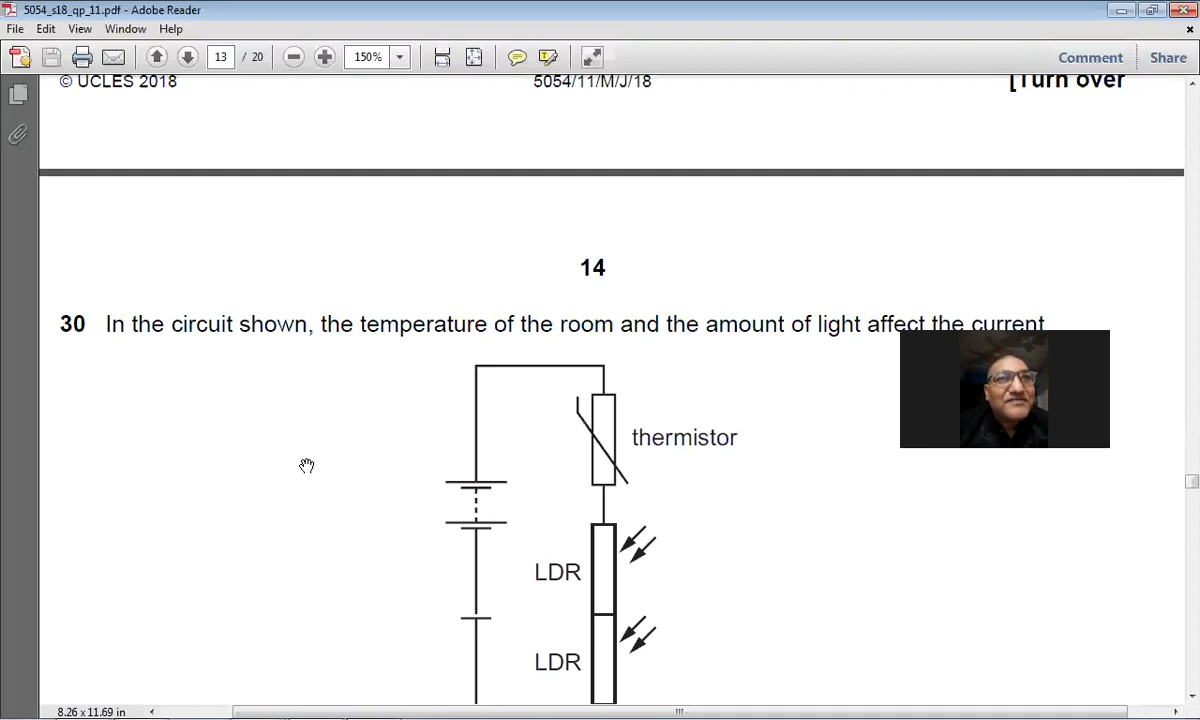 5054_s18_qp_11.pdf - Adobe Reader
File Edit View Window Help
13 / 20 150% Comment Share
© UCLES 2018 5054/11/M/J/18 [Turn over
14
30 In the circuit shown, the temperature of the room and the amount of light affect the current
thermistor
LDR
LDR
8.26 x 11.69 in